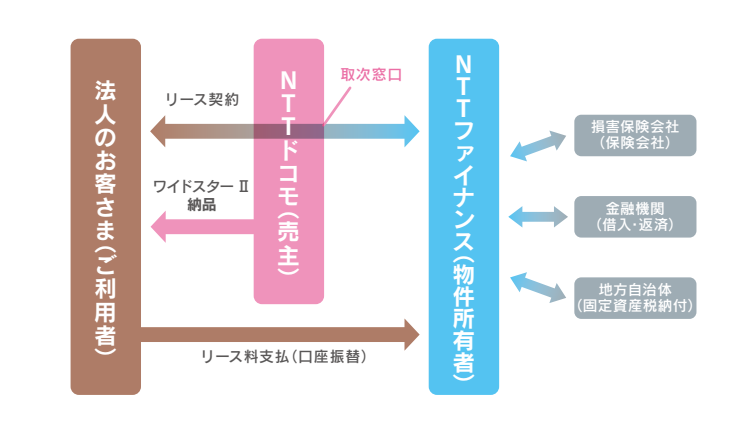 法人のお客さま(ご利用者)
リース契約
ワイドスター Ⅱ
納品
NTTドコモ(売主)
取次窓口
NTTファイナンス(物件所有者)
リース料支払(口座振替)
損害保険会社
(保険会社)
金融機関
(借入・返済)
地方自治体
(固定資産税納付)